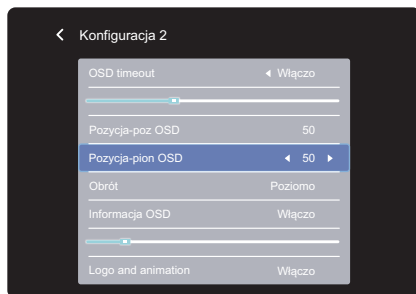 Konfiguracja 2
OSD timeout Włączo
Pozycja-poz OSD 50
Pozycja-pion OSD 50
Obrót Poziomo
Informacja OSD Włączo
Logo and animation Włączo